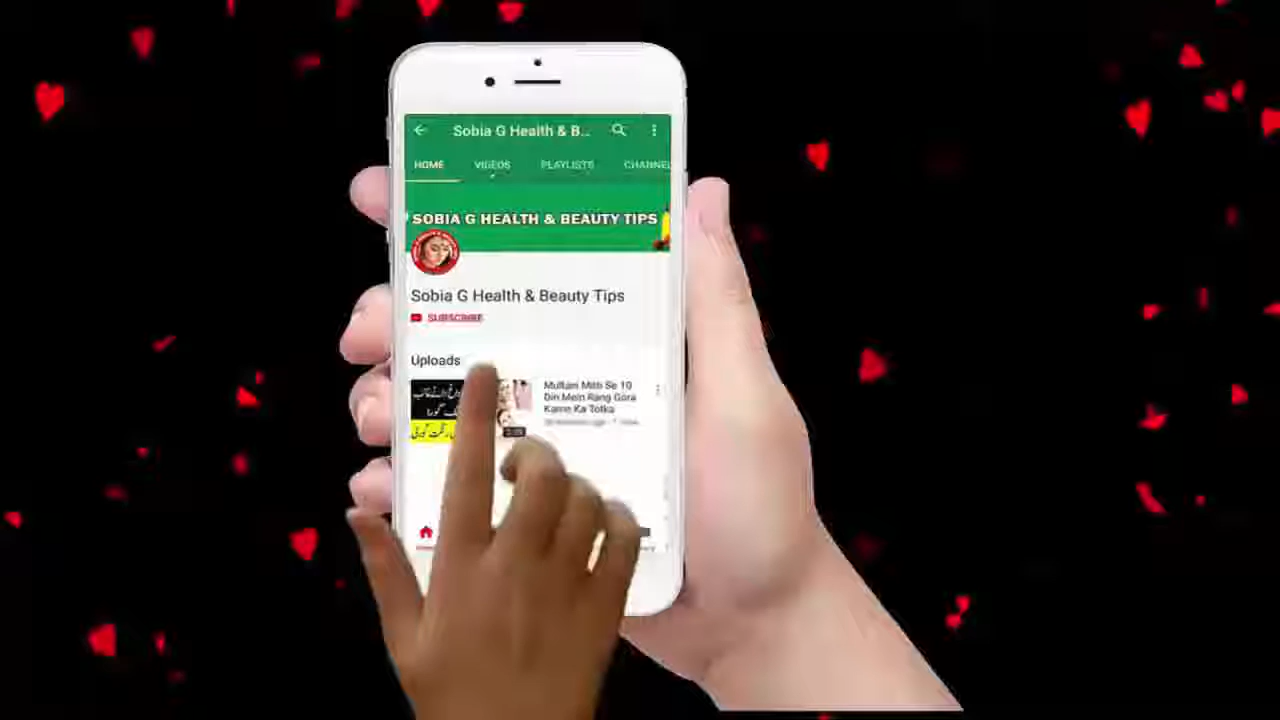 Sobia G Health & B..
HOME VIDEOS PLAYLISTS CHANNEL
SOBIA G HEALTH & BEAUTY TIPS
Sobia G Health & Beauty Tips
SUBSCRIBE
Uploads
Multani Mitti Se 10
Din Mein Rang Gora
Karne Ka Totka